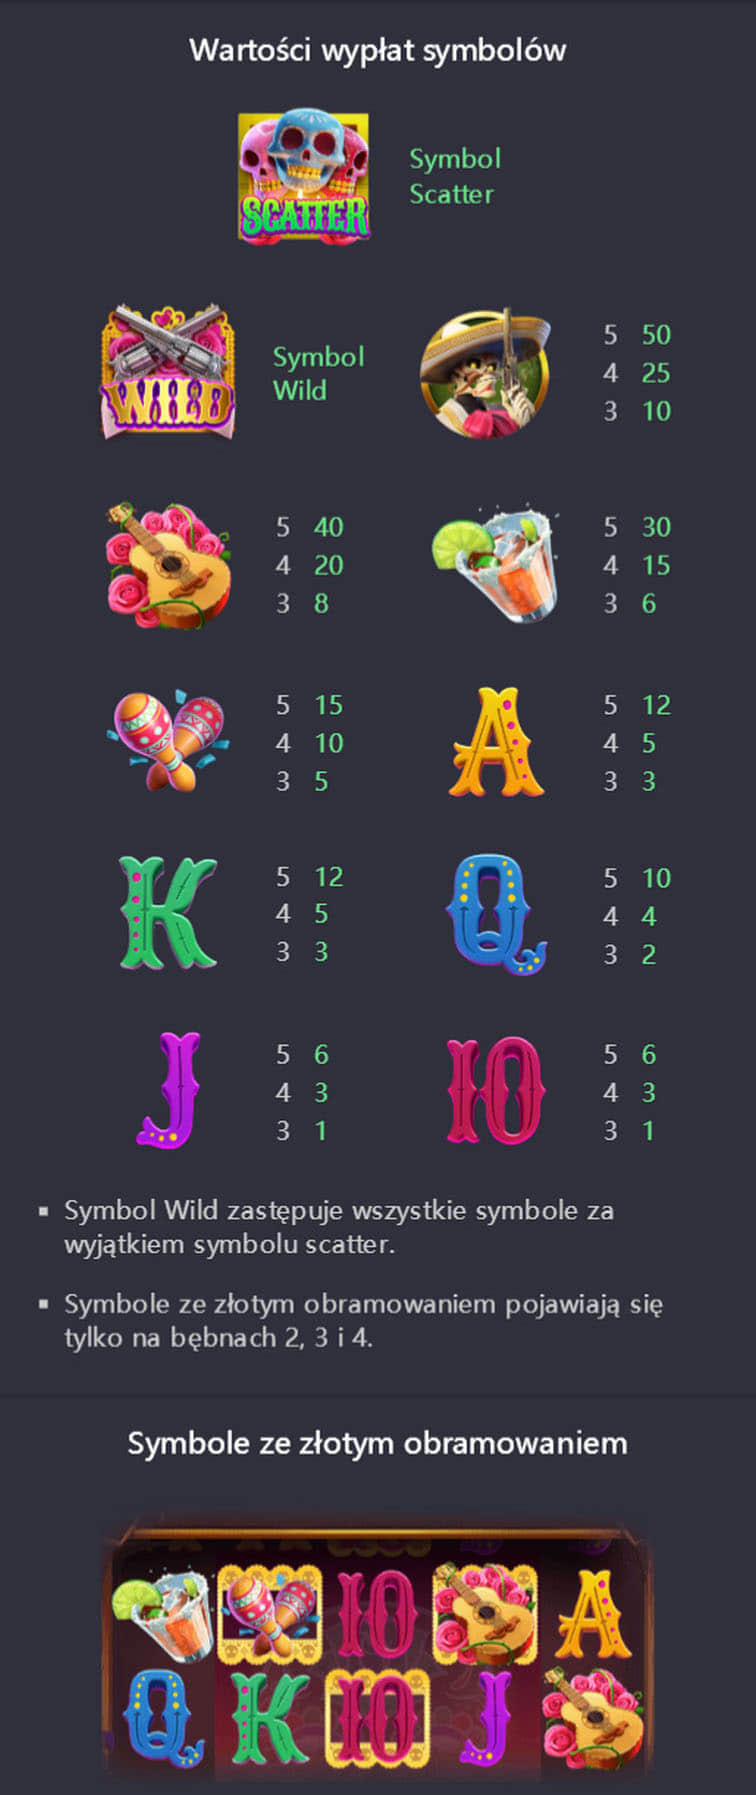 Wartości wypłat symbolów
SCATTER
Symbol
Scatter
WILD
Symbol
Wild
5 50
4 25
3 10
5 40
4 20
3 8
5 30
4 15
3 6
5 15
4 10
3 5
A
5 12
4 5
3 3
K
5 12
4 5
3 3
Q
5 10
4 4
3 2
J
5 6
4 3
3 1
10
5 6
4 3
3 1
▪ Symbol Wild zastępuje wszystkie symbole za
wyjątkiem symbolu scatter.
▪ Symbole ze złotym obramowaniem pojawiają się
tylko na bębnach 2, 3 i 4.
Symbole ze złotym obramowaniem
10 A
Q K 10 J